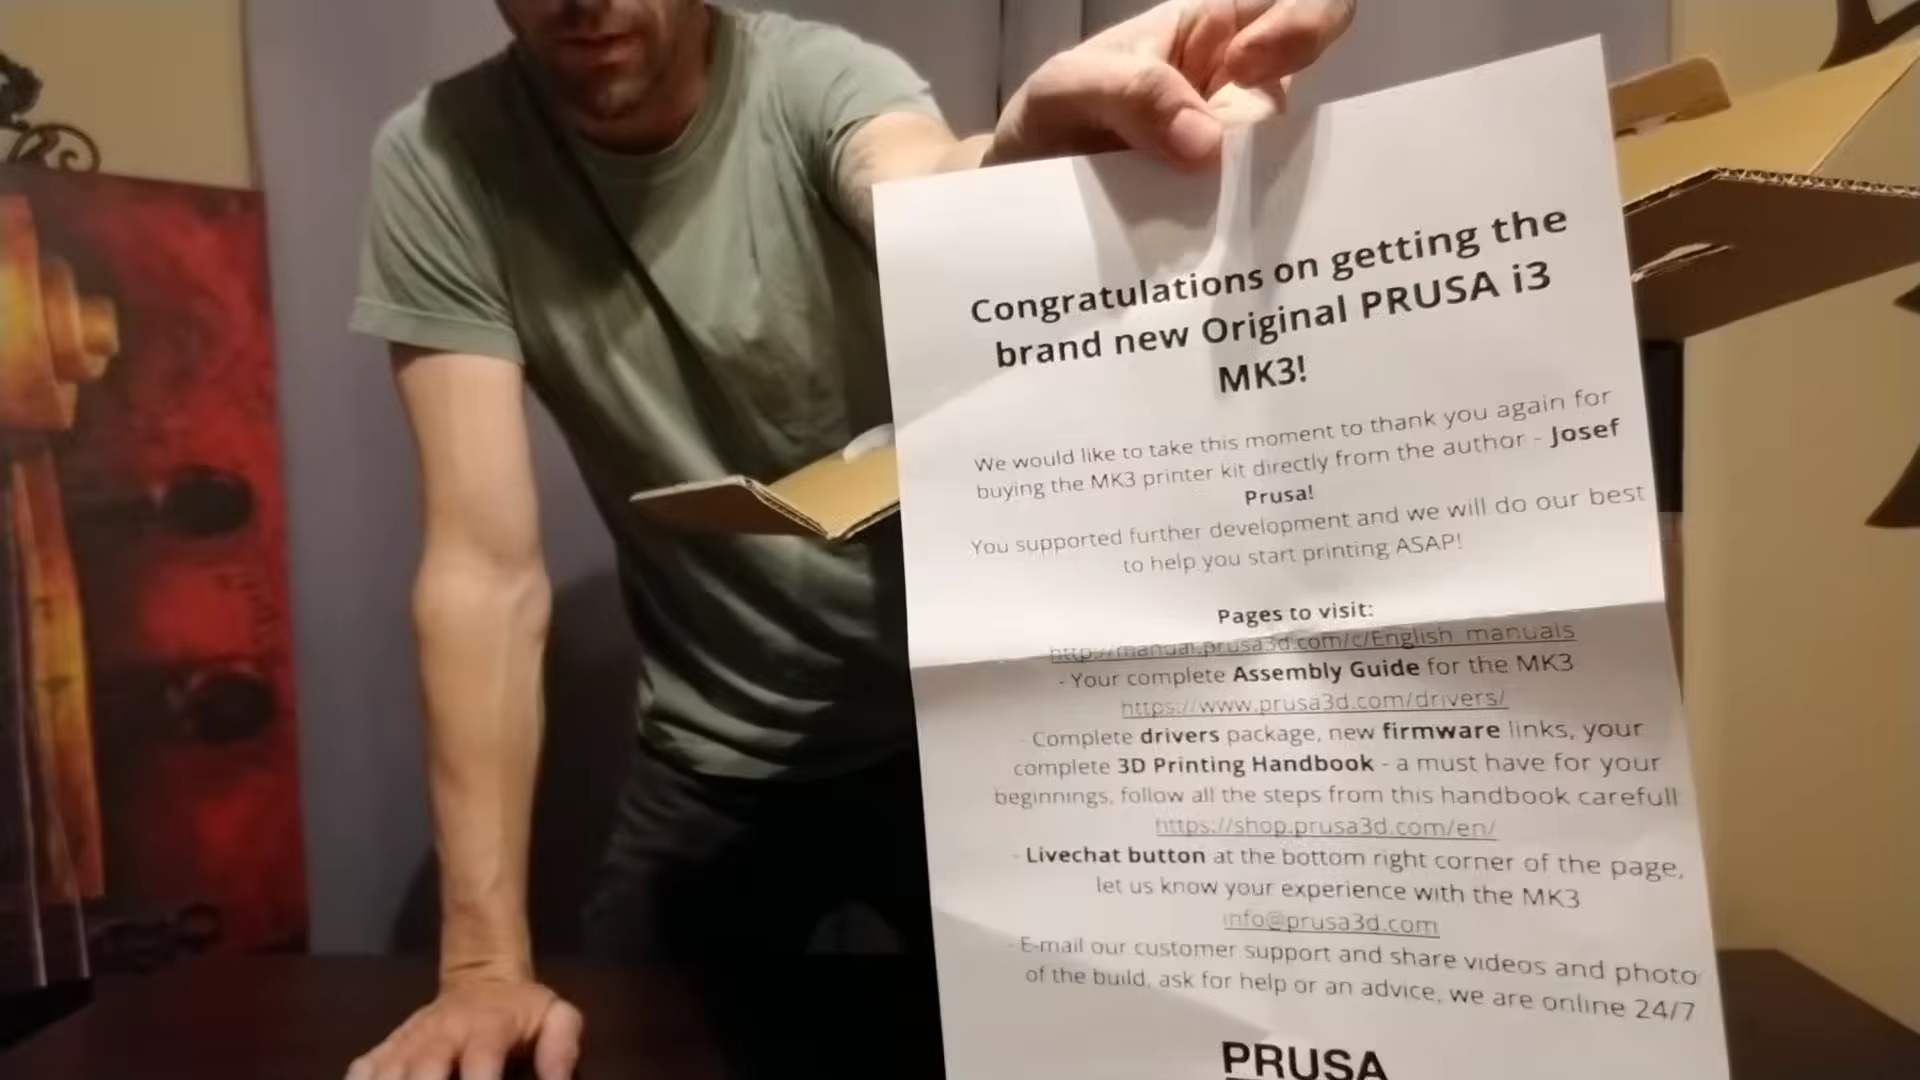 Congratulations on getting the
brand new Original PRUSA i3
MK3!
We would like to take this moment to thank you again for
buying the MK3 printer kit directly from the author - Josef
Prusa!
You supported further development and we will do our best
to help you start printing ASAP!
Pages to visit:
http://manual.prusa3d.com/c/English_manuals
- Your complete Assembly Guide for the MK3
https://www.prusa3d.com/drivers/
- Complete drivers package, new firmware links, your
complete 3D Printing Handbook - a must have for your
beginnings, follow all the steps from this handbook carefull
https://shop.prusa3d.com/en/
- Livechat button at the bottom right corner of the page,
let us know your experience with the MK3
info@prusa3d.com
- E-mail our customer support and share videos and photo
of the build, ask for help or an advice, we are online 24/7
PRUSA